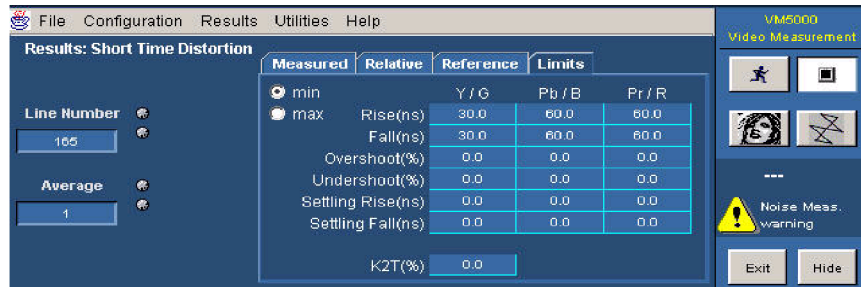 File Configuration Results Utilities Help
VM5000
Video Measurement
Results: Short Time Distortion
Measured Relative Reference Limits
min Y / G Pb / B Pr / R
Line Number
max Rise(ns) 30.0 60.0 60.0
165
Fall(ns) 30.0 60.0 60.0
Overshoot(%) 0.0 0.0 0.0
Average
Undershoot(%) 0.0 0.0 0.0
---
1
Settling Rise(ns) 0.0 0.0 0.0
Settling Fall(ns) 0.0 0.0 0.0
Noise Meas.
warning
K2T(%) 0.0
Exit Hide